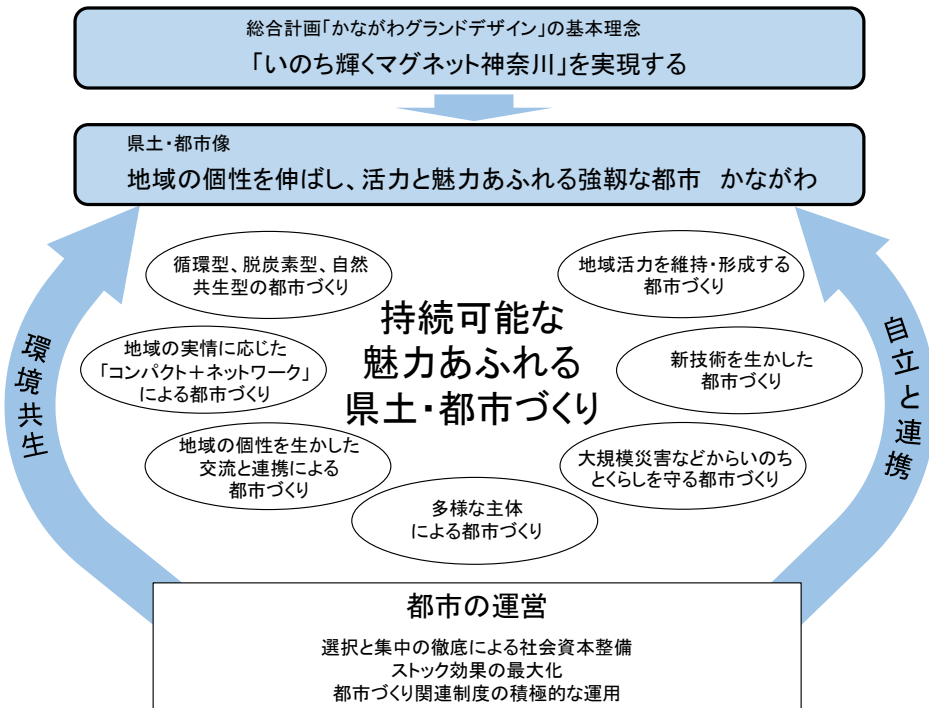 総合計画「かながわグランドデザイン」の基本理念
「いのち輝くマグネット神奈川」を実現する
県土・都市像
地域の個性を伸ばし、活力と魅力あふれる強靱な都市　かながわ
環境共生
自立と連携
循環型、脱炭素型、自然
共生型の都市づくり
地域活力を維持・形成する
都市づくり
持続可能な
魅力あふれる
県土・都市づくり
地域の実情に応じた
「コンパクト＋ネットワーク」
による都市づくり
新技術を生かした
都市づくり
地域の個性を生かした
交流と連携による
都市づくり
大規模災害などからいのち
とくらしを守る都市づくり
多様な主体
による都市づくり
都市の運営
選択と集中の徹底による社会資本整備
ストック効果の最大化
都市づくり関連制度の積極的な運用